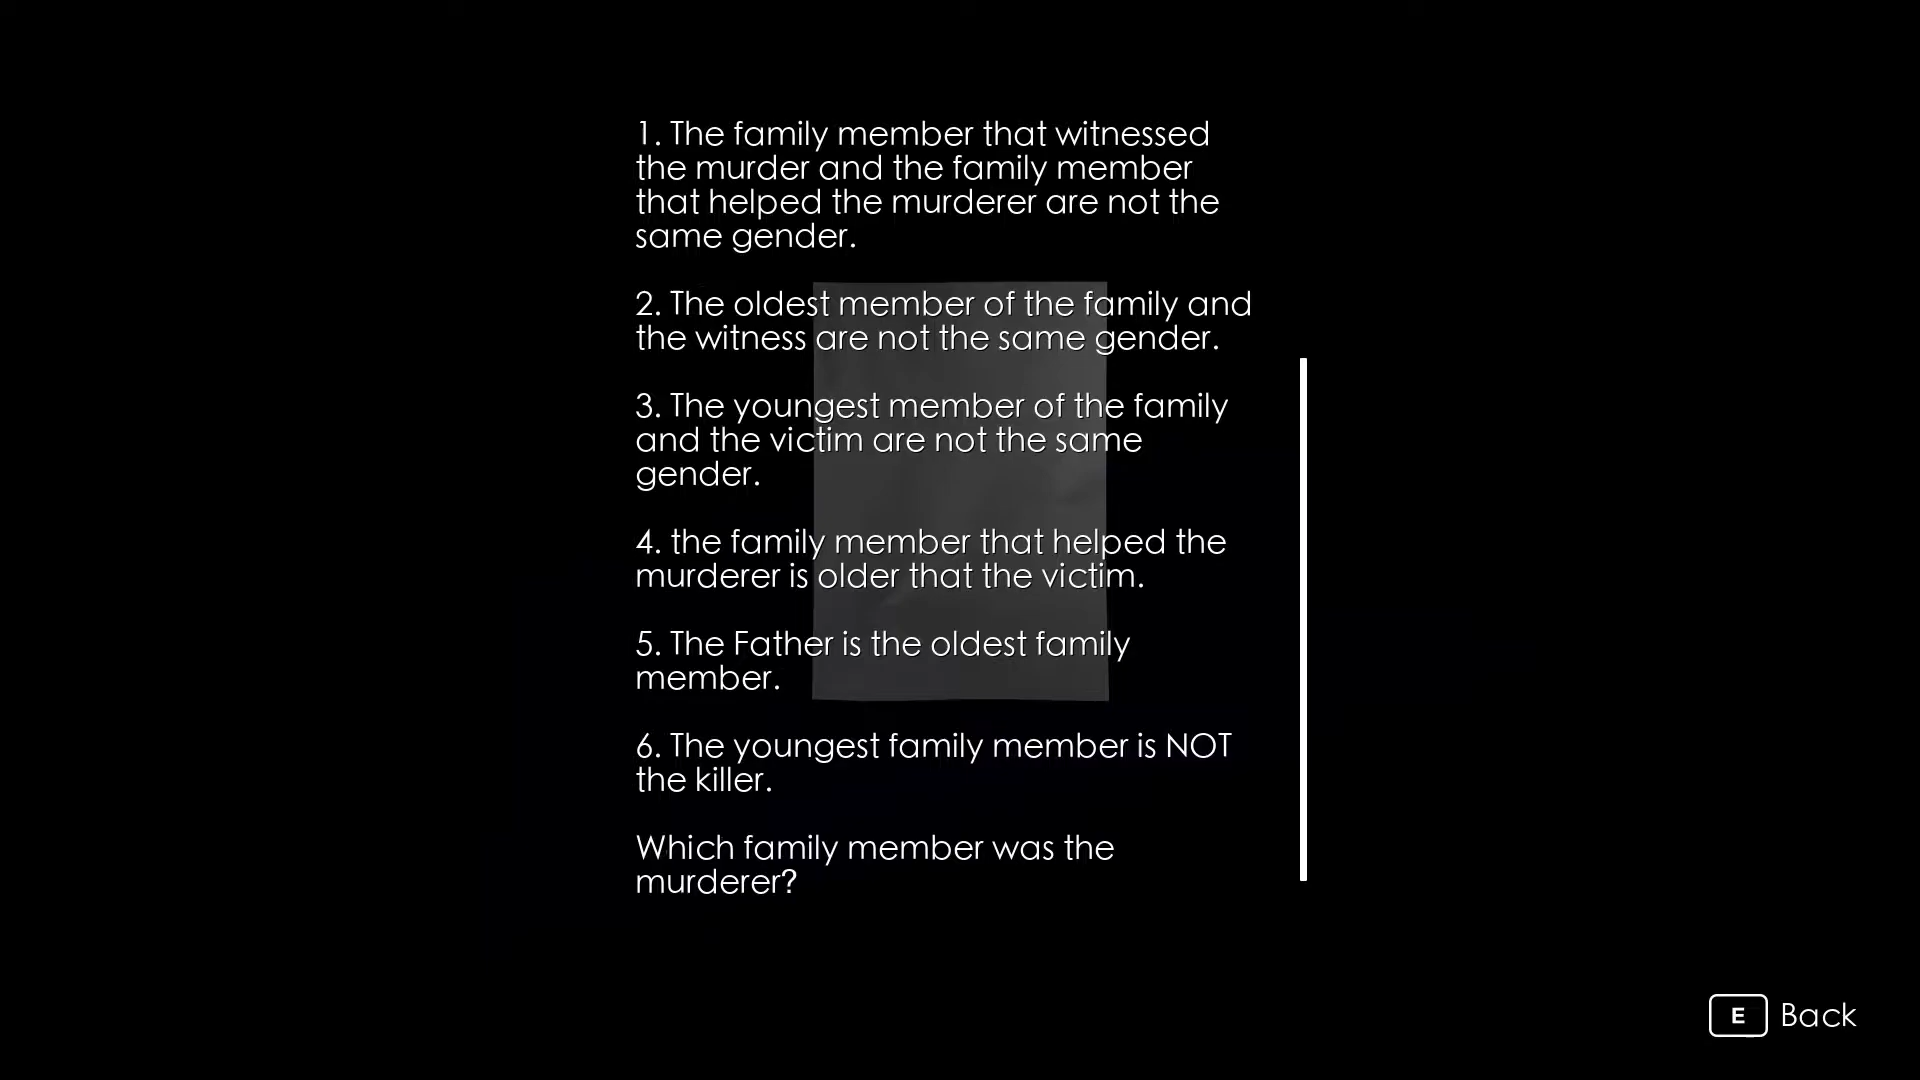 1. The family member that witnessed
the murder and the family member
that helped the murderer are not the
same gender.
2. The oldest member of the family and
the witness are not the same gender.
3. The youngest member of the family
and the victim are not the same
gender.
4. the family member that helped the
murderer is older that the victim.
5. The Father is the oldest family
member.
6. The youngest family member is NOT
the killer.
Which family member was the
murderer?
E Back